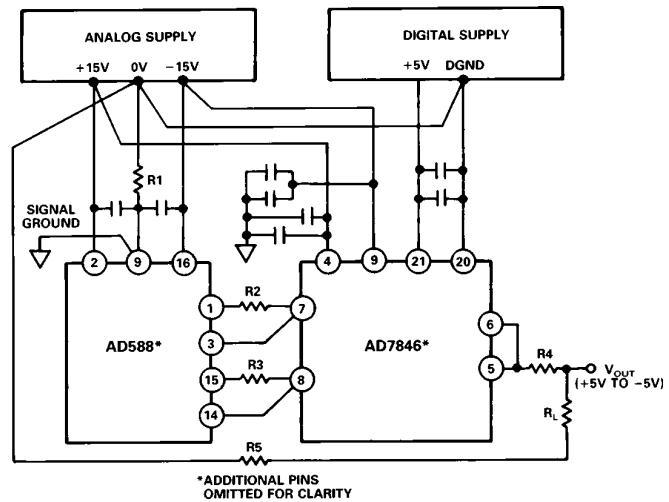 ANALOG SUPPLY
DIGITAL SUPPLY
+15V 0V −15V
+5V DGND
R1
SIGNAL
GROUND
2 9 16
4 9 21 20
1 R2 7
3
AD588*
AD7846*
15 R3 8
14
6
5 R4
VOUT
(+5V TO −5V)
RL
R5
*ADDITIONAL PINS
OMITTED FOR CLARITY